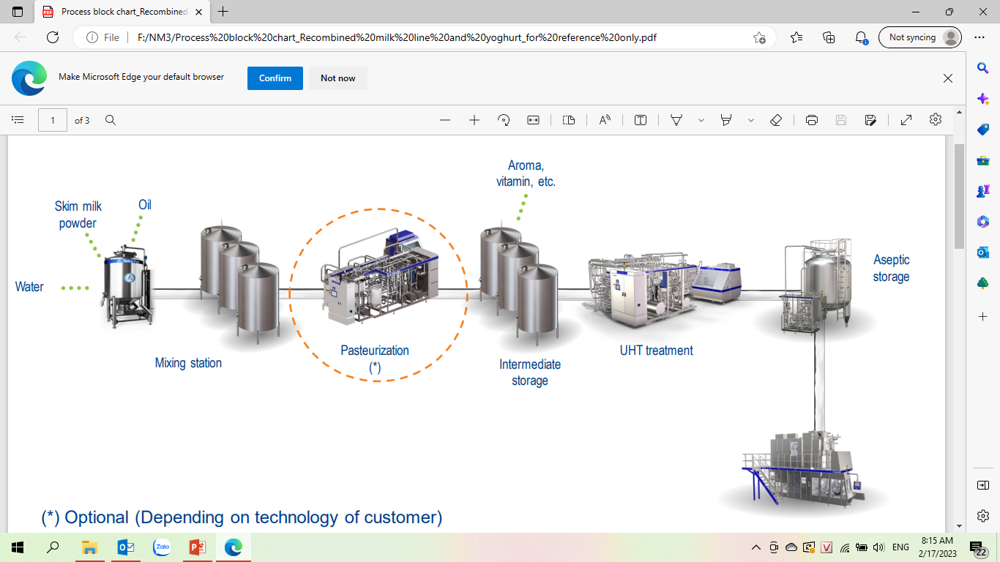 Process block chart_Recombined
File
F:/NM3/Process%20block%20chart_Recombined%20milk%20line%20and%20yoghurt_for%20reference%20only.pdf
Not syncing
Make Microsoft Edge your default browser
Confirm
Not now
1
of 3
Aroma,
vitamin, etc.
Skim milk
powder
Oil
Water
Aseptic
storage
Mixing station
Pasteurization
(*)
Intermediate
storage
UHT treatment
(*) Optional (Depending on technology of customer)
Zalo
ENG
8:15 AM
2/17/2023
22